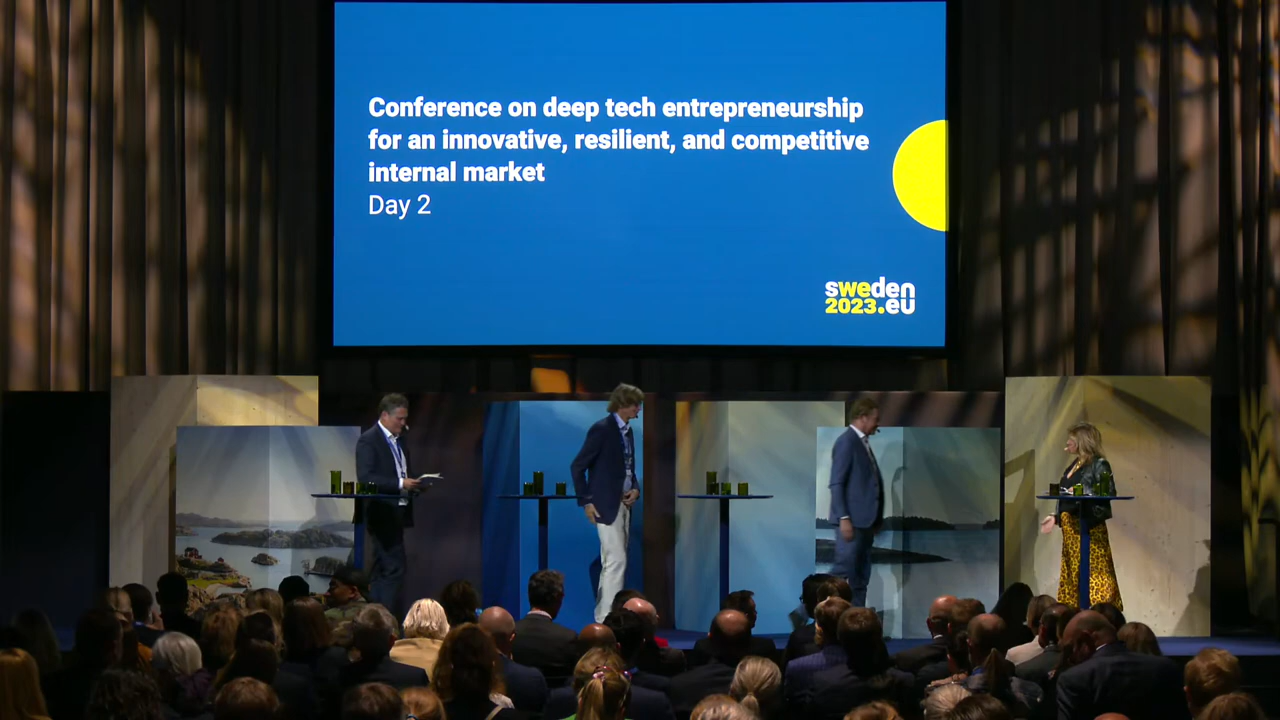 Conference on deep tech entrepreneurship
for an innovative, resilient, and competitive
internal market
Day 2
sweden
2023.eu